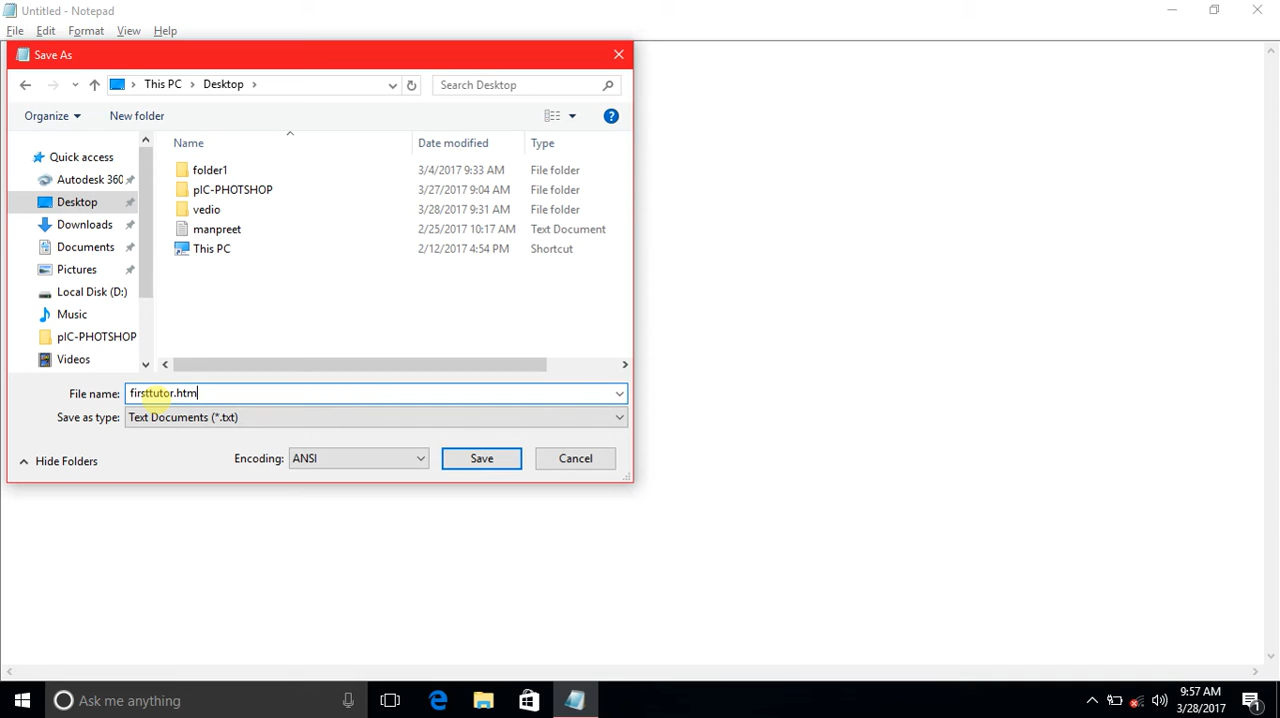 Untitled - Notepad
File Edit Format View Help
Save As
This PC Desktop
Search Desktop
Organize New folder
Name Date modified Type
Quick access
Autodesk 360
Desktop
Downloads
Documents
Pictures
Local Disk (D:)
Music
pIC-PHOTSHOP
Videos
folder1 3/4/2017 9:33 AM File folder
pIC-PHOTSHOP 3/27/2017 9:04 AM File folder
vedio 3/28/2017 9:31 AM File folder
manpreet 2/25/2017 10:17 AM Text Document
This PC 2/12/2017 4:54 PM Shortcut
File name: firsttutor.htm
Save as type: Text Documents (*.txt)
Hide Folders Encoding: ANSI Save Cancel
Ask me anything
9:57 AM
3/28/2017
1